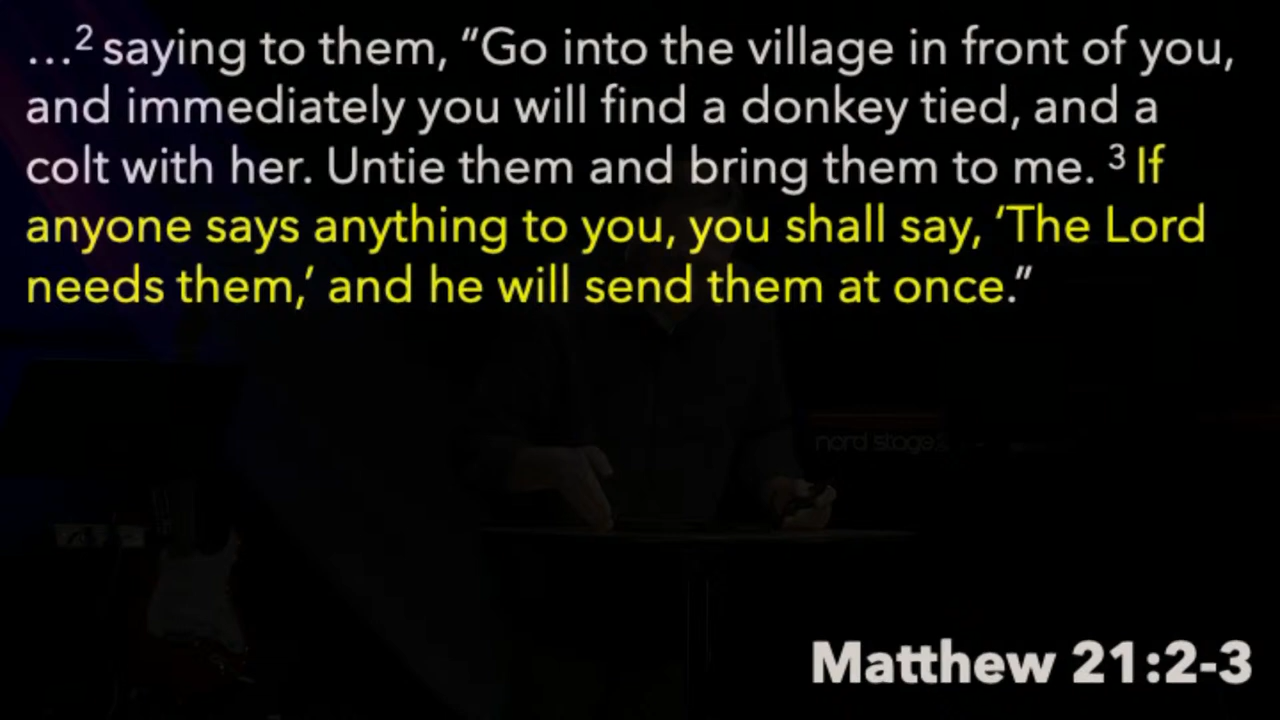 …² saying to them, “Go into the village in front of you,
and immediately you will find a donkey tied, and a
colt with her. Untie them and bring them to me. ³ If
anyone says anything to you, you shall say, ‘The Lord
needs them,’ and he will send them at once.”
nord stage
Matthew 21:2-3